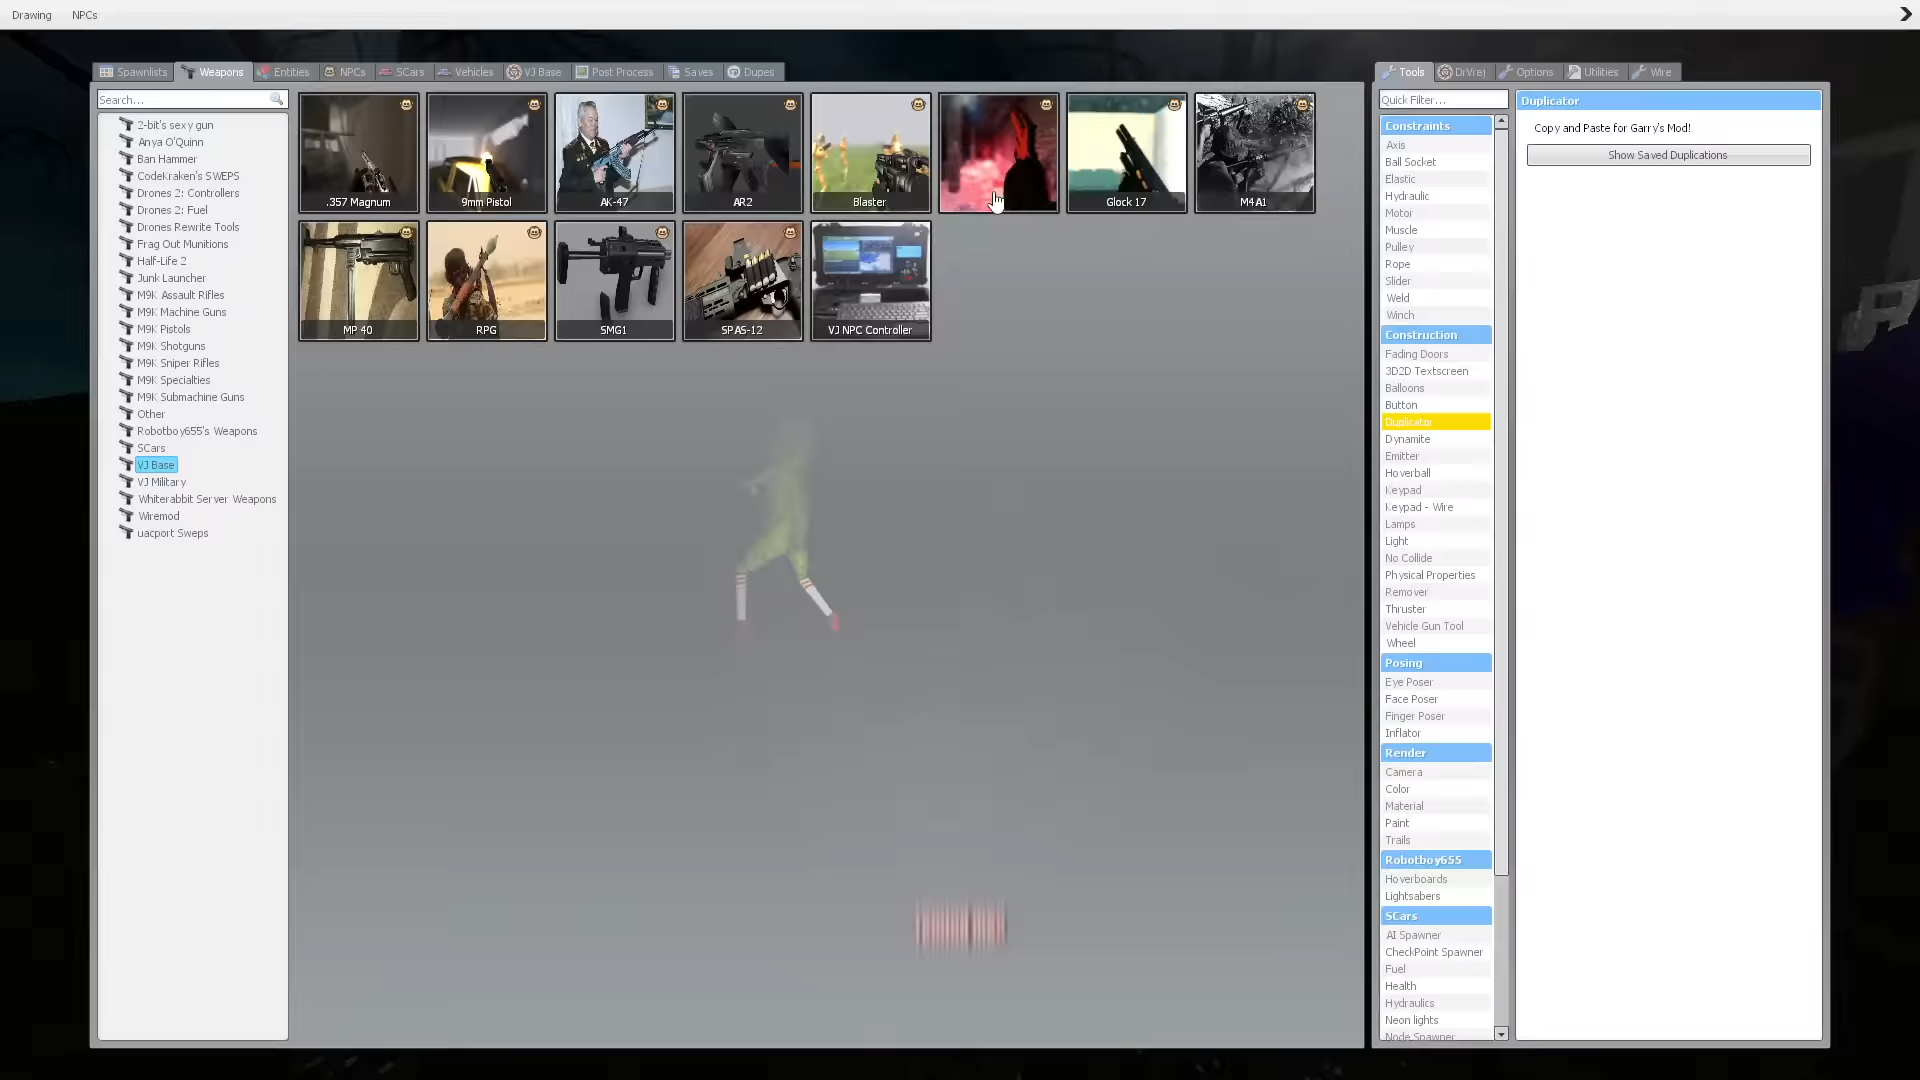 Drawing
NPCs
Spawnlists
Weapons
Entities
NPCs
SCars
Vehicles
VJ Base
Post Process
Saves
Dupes
Search...
2-bit's sexy gun
Anya O'Quinn
Ban Hammer
CodeKraken's SWEPS
Drones 2: Controllers
Drones 2: Fuel
Drones Rewrite Tools
Frag Out Munitions
Half-Life 2
Junk Launcher
M9K Assault Rifles
M9K Machine Guns
M9K Pistols
M9K Shotguns
M9K Sniper Rifles
M9K Specialties
M9K Submachine Guns
Other
Robotboy655's Weapons
SCars
VJ Base
VJ Military
Whiterabbit Server Weapons
Wiremod
uacport Sweps
.357 Magnum
9mm Pistol
AK-47
AR2
Blaster
Glock 17
M4A1
MP 40
RPG
SMG1
SPAS-12
VJ NPC Controller
Tools
DrVrej
Options
Utilities
Wire
Quick Filter...
Constraints
Axis
Ball Socket
Elastic
Hydraulic
Motor
Muscle
Pulley
Rope
Slider
Weld
Winch
Construction
Fading Doors
3D2D Textscreen
Balloons
Button
Duplicator
Dynamite
Emitter
Hoverball
Keypad
Keypad - Wire
Lamps
Light
No Collide
Physical Properties
Remover
Thruster
Vehicle Gun Tool
Wheel
Posing
Eye Poser
Face Poser
Finger Poser
Inflator
Render
Camera
Color
Material
Paint
Trails
Robotboy655
Hoverboards
Lightsabers
SCars
AI Spawner
CheckPoint Spawner
Fuel
Health
Hydraulics
Neon lights
Node Spawner
Duplicator
Copy and Paste for Garry's Mod!
Show Saved Duplications